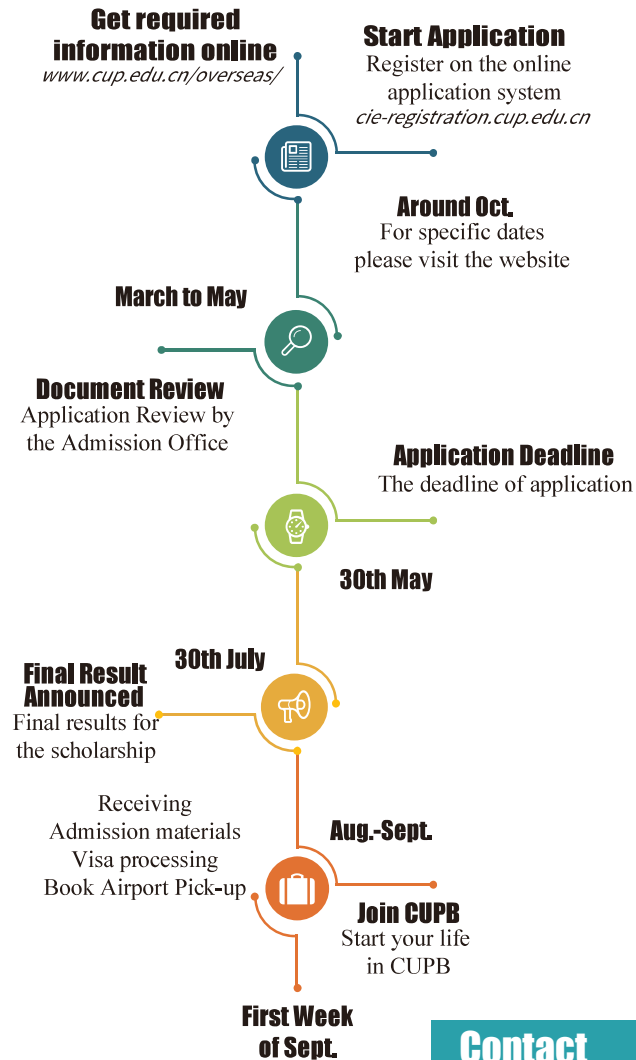 Get required
information online
www.cup.edu.cn/overseas/
Start Application
Register on the online
application system
cie-registration.cup.edu.cn
Around Oct.
For specific dates
please visit the website
March to May
Document Review
Application Review by
the Admission Office
Application Deadline
The deadline of application
30th May
30th July
Final Result
Announced
Final results for
the scholarship
Receiving
Admission materials
Visa processing
Book Airport Pick-up
Aug.-Sept.
Join CUPB
Start your life
in CUPB
First Week
of Sept.
Contact